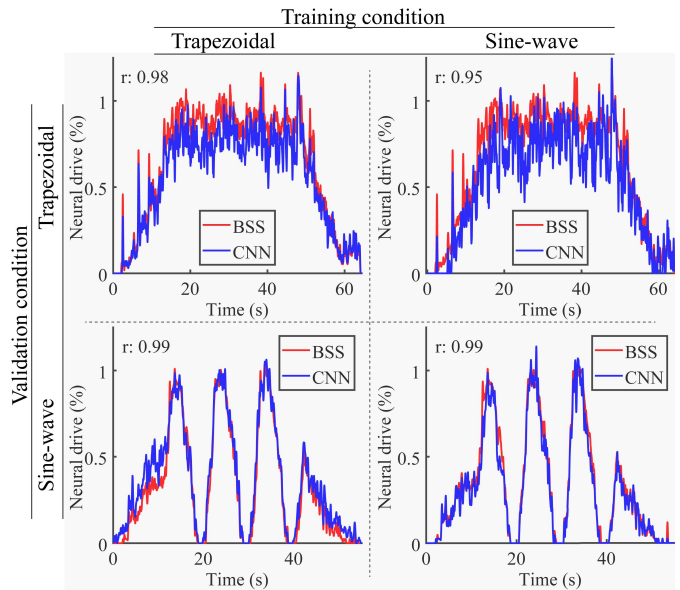 Training condition
Trapezoidal Sine-wave
Validation condition
Trapezoidal
Sine-wave
r: 0.98
Neural drive (%)
1
0.5
0
BSS
CNN
0 20 40 60
Time (s)
r: 0.95
Neural drive (%)
1
0.5
0
BSS
CNN
0 20 40 60
Time (s)
r: 0.99
Neural drive (%)
1
0.5
0
BSS
CNN
0 20 40
Time (s)
r: 0.99
Neural drive (%)
1
0.5
0
BSS
CNN
0 20 40
Time (s)